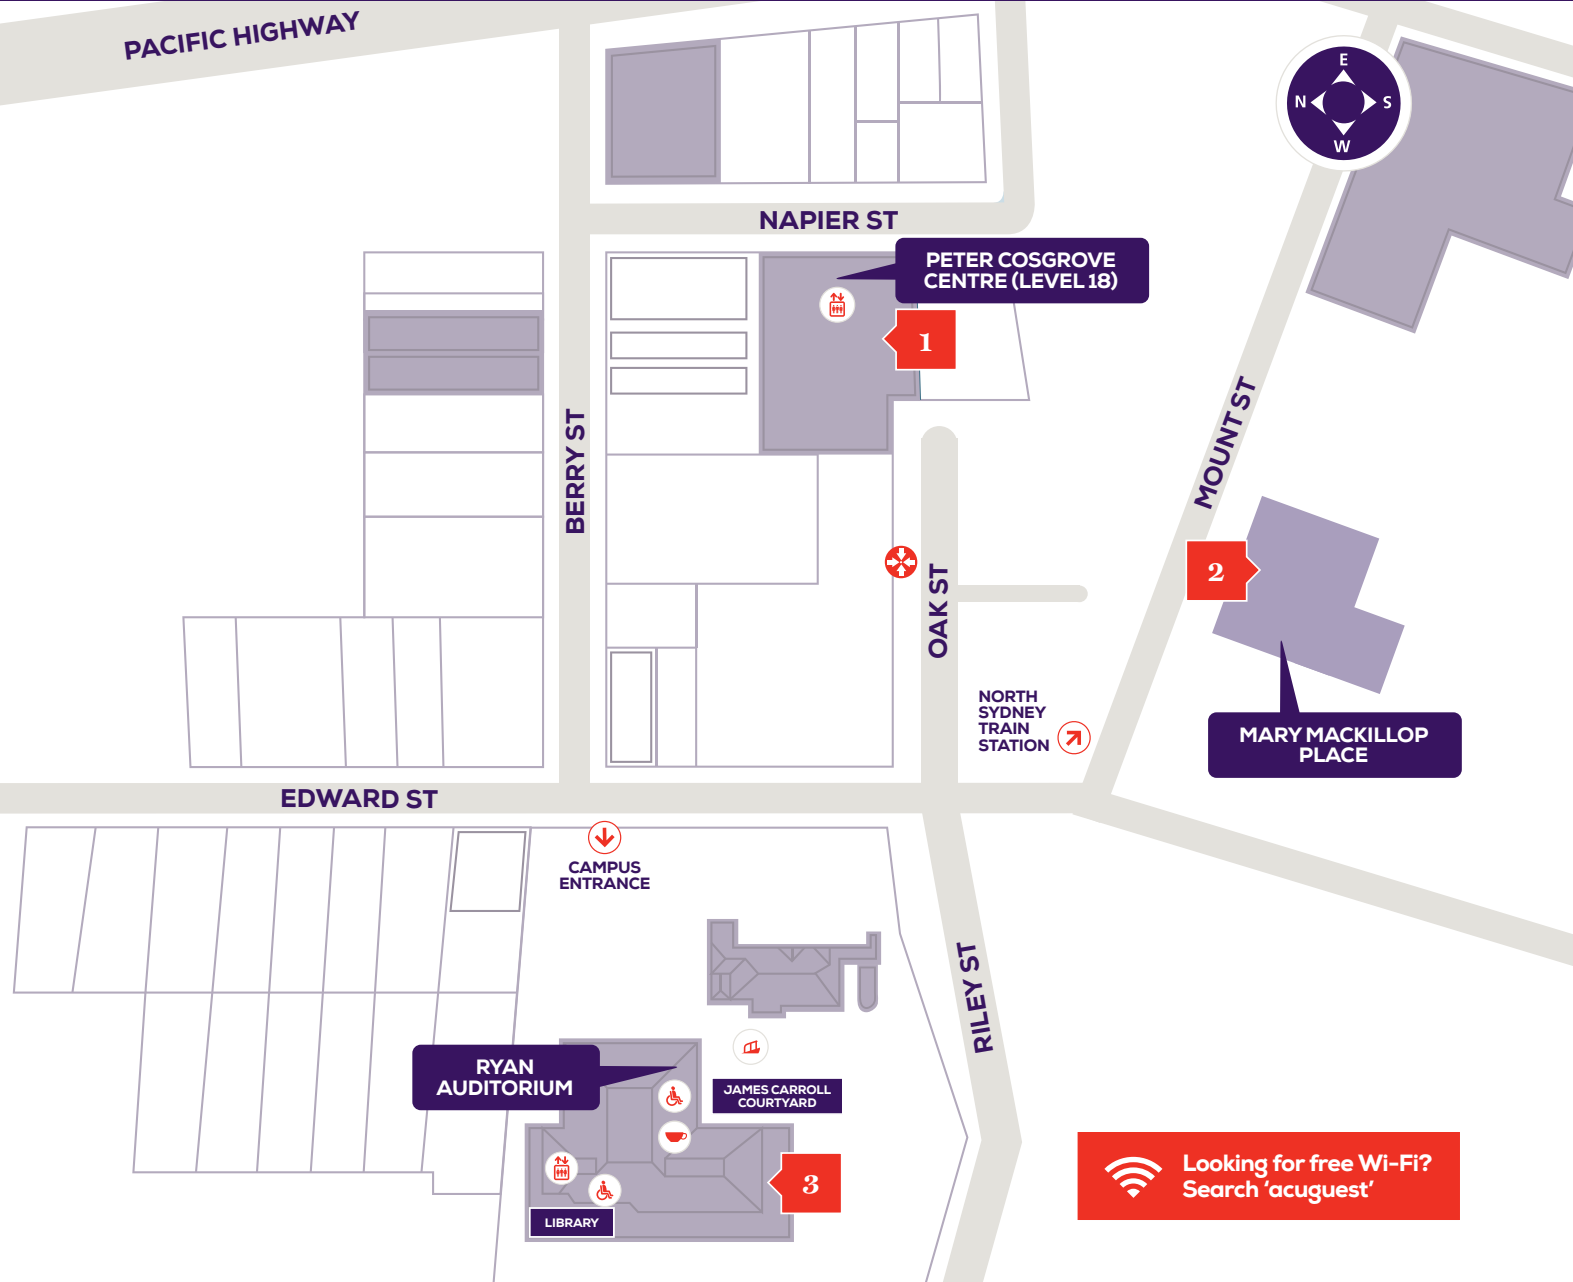 PACIFIC HIGHWAY
E
N
S
W
NAPIER ST
PETER COSGROVE
CENTRE (LEVEL 18)
1
BERRY ST
MOUNT ST
2
OAK ST
NORTH
SYDNEY
TRAIN
STATION
MARY MACKILLOP
PLACE
EDWARD ST
CAMPUS
ENTRANCE
RILEY ST
RYAN
AUDITORIUM
JAMES CARROLL
COURTYARD
3
LIBRARY
Looking for free Wi-Fi?
Search ‘acuguest’